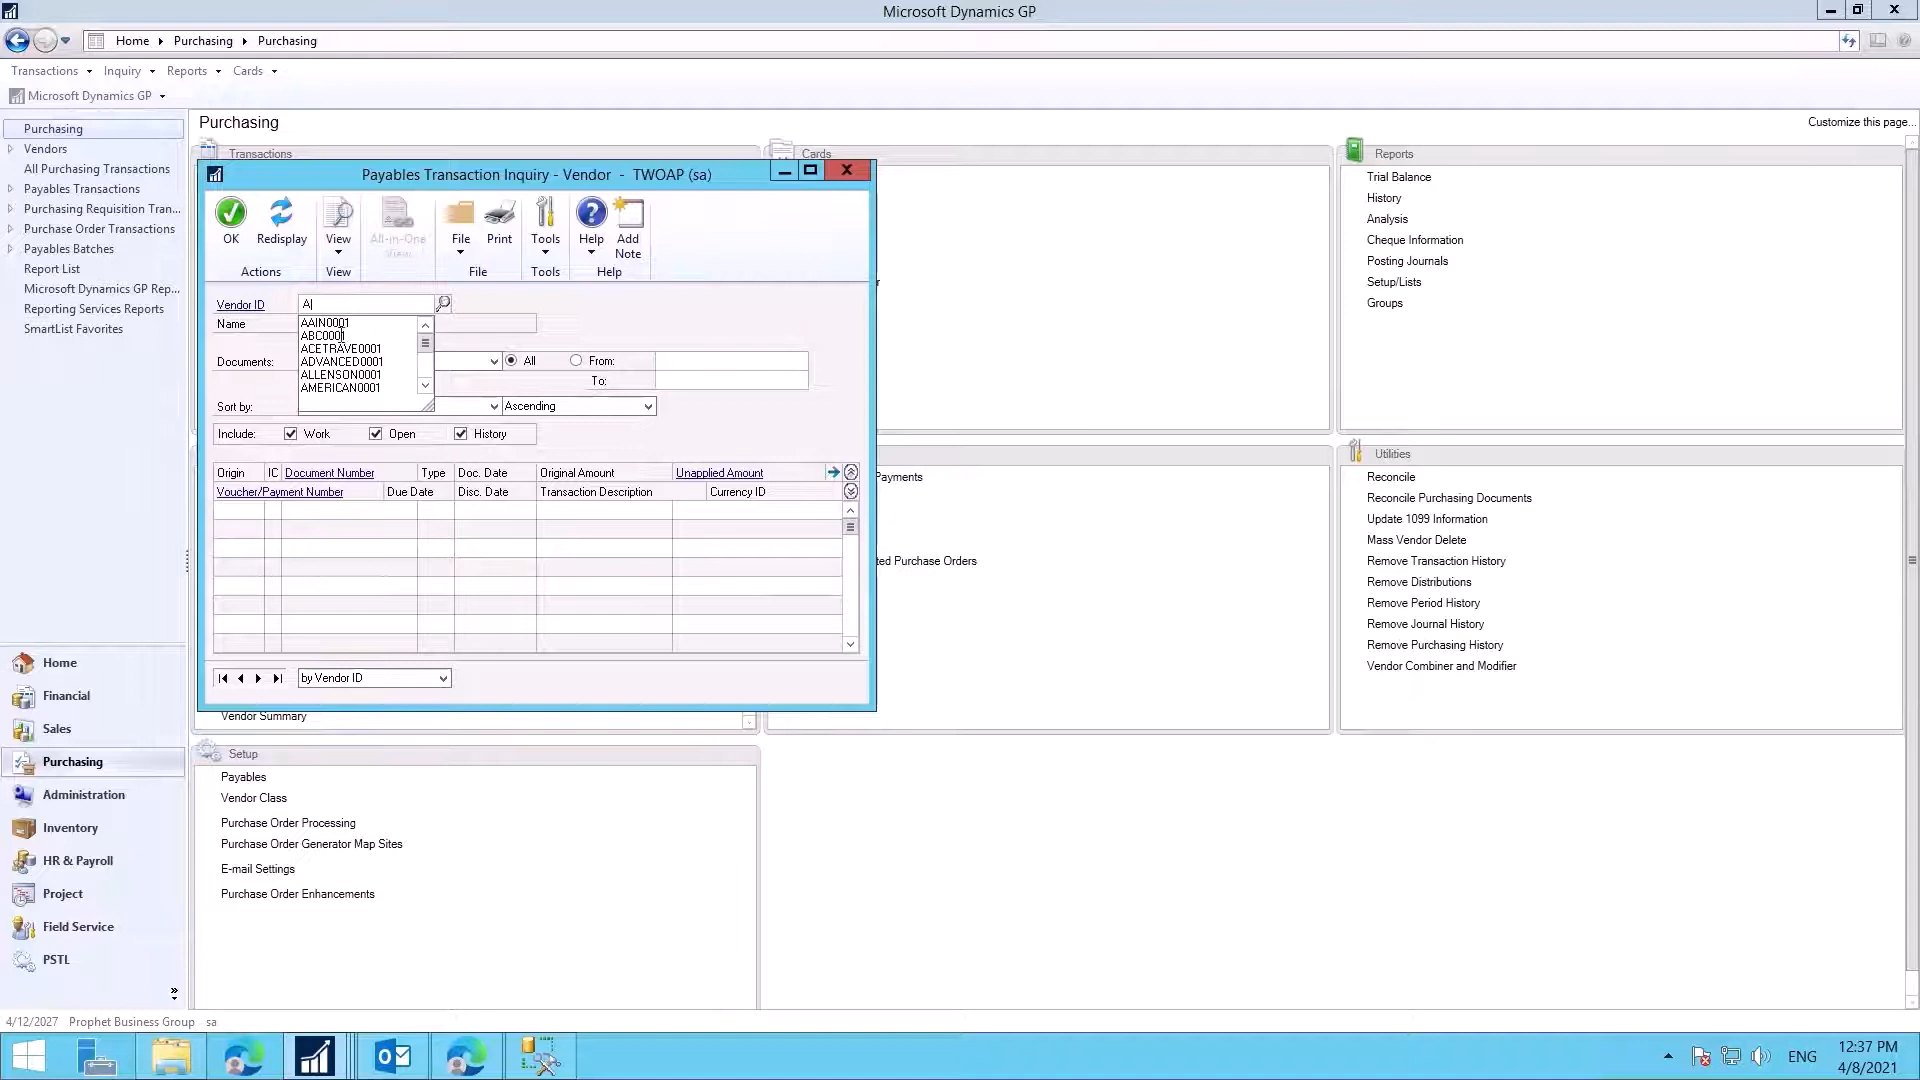 Microsoft Dynamics GP
Home
Purchasing
Purchasing
Transactions
Inquiry
Reports
Cards
Microsoft Dynamics GP
Purchasing
Vendors
All Purchasing Transactions
Payables Transactions
Purchasing Requisition Tran...
Purchase Order Transactions
Payables Batches
Report List
Microsoft Dynamics GP Rep...
Reporting Services Reports
SmartList Favorites
Home
Financial
Sales
Purchasing
Administration
Inventory
HR & Payroll
Project
Field Service
PSTL
Purchasing
Customize this page...
Transactions
Cards
Reports
Trial Balance
History
Analysis
Cheque Information
Posting Journals
Setup/Lists
Groups
Payables Transaction Inquiry - Vendor - TWOAP (sa)
OK
Redisplay
View
All-in-One View
File
Print
Tools
Help
Add Note
Actions
View
File
Tools
Help
Vendor ID
A
Name
AAIN0001
ABC0001
ACETRAVE0001
ADVANCED0001
ALLENSON0001
AMERICAN0001
Documents:
All
From:
To:
Sort by:
Ascending
Include:
Work
Open
History
Origin
IC
Document Number
Type
Doc. Date
Original Amount
Unapplied Amount
Voucher/Payment Number
Due Date
Disc. Date
Transaction Description
Currency ID
by Vendor ID
r
Payments
ted Purchase Orders
Vendor Summary
Utilities
Reconcile
Reconcile Purchasing Documents
Update 1099 Information
Mass Vendor Delete
Remove Transaction History
Remove Distributions
Remove Period History
Remove Journal History
Remove Purchasing History
Vendor Combiner and Modifier
Setup
Payables
Vendor Class
Purchase Order Processing
Purchase Order Generator Map Sites
E-mail Settings
Purchase Order Enhancements
4/12/2027 Prophet Business Group sa
ENG
12:37 PM
4/8/2021